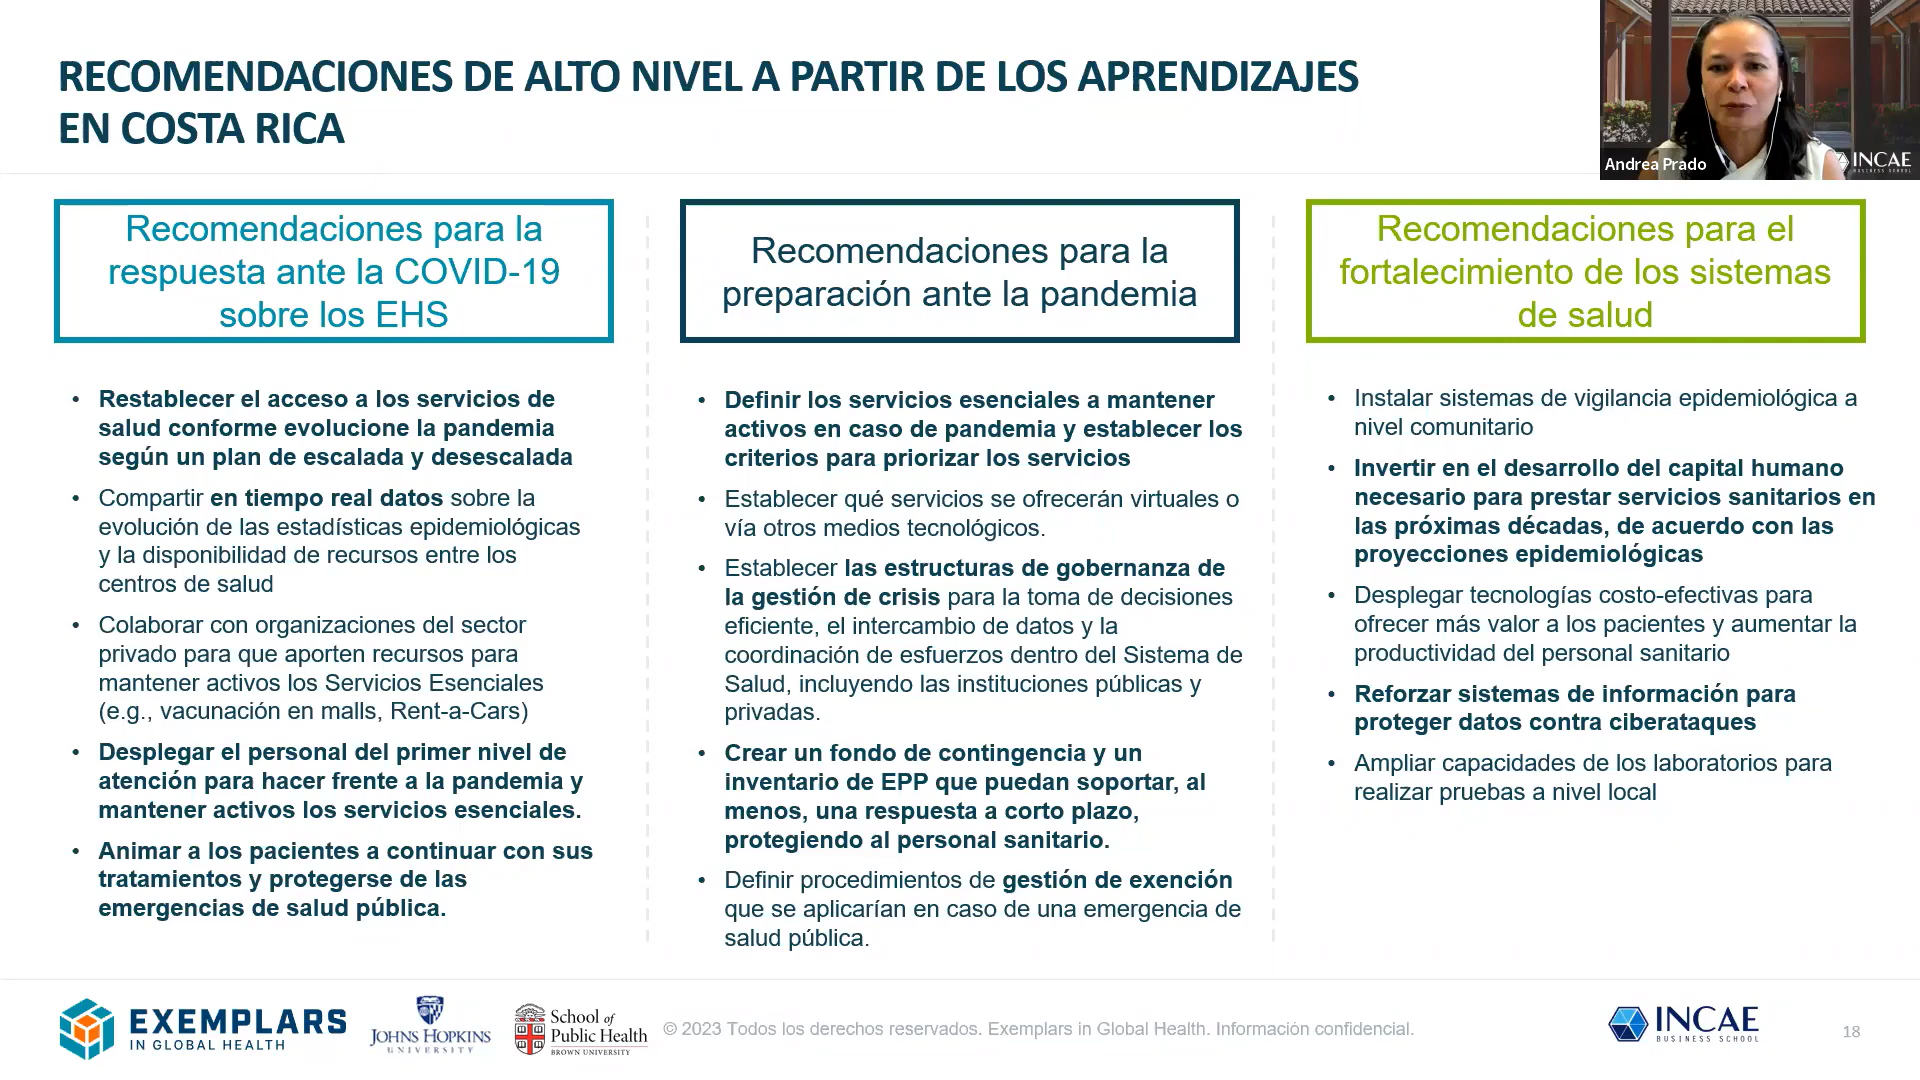 RECOMENDACIONES DE ALTO NIVEL A PARTIR DE LOS APRENDIZAJES
EN COSTA RICA
Andrea Prado
INCAE
BUSINESS SCHOOL
Recomendaciones para la
respuesta ante la COVID-19
sobre los EHS
• Restablecer el acceso a los servicios de
salud conforme evolucione la pandemia
según un plan de escalada y desescalada
• Compartir en tiempo real datos sobre la
evolución de las estadísticas epidemiológicas
y la disponibilidad de recursos entre los
centros de salud
• Colaborar con organizaciones del sector
privado para que aporten recursos para
mantener activos los Servicios Esenciales
(e.g., vacunación en malls, Rent-a-Cars)
• Desplegar el personal del primer nivel de
atención para hacer frente a la pandemia y
mantener activos los servicios esenciales.
• Animar a los pacientes a continuar con sus
tratamientos y protegerse de las
emergencias de salud pública.
Recomendaciones para la
preparación ante la pandemia
• Definir los servicios esenciales a mantener
activos en caso de pandemia y establecer los
criterios para priorizar los servicios
• Establecer qué servicios se ofrecerán virtuales o
vía otros medios tecnológicos.
• Establecer las estructuras de gobernanza de
la gestión de crisis para la toma de decisiones
eficiente, el intercambio de datos y la
coordinación de esfuerzos dentro del Sistema de
Salud, incluyendo las instituciones públicas y
privadas.
• Crear un fondo de contingencia y un
inventario de EPP que puedan soportar, al
menos, una respuesta a corto plazo,
protegiendo al personal sanitario.
• Definir procedimientos de gestión de exención
que se aplicarían en caso de una emergencia de
salud pública.
Recomendaciones para el
fortalecimiento de los sistemas
de salud
• Instalar sistemas de vigilancia epidemiológica a
nivel comunitario
• Invertir en el desarrollo del capital humano
necesario para prestar servicios sanitarios en
las próximas décadas, de acuerdo con las
proyecciones epidemiológicas
• Desplegar tecnologías costo-efectivas para
ofrecer más valor a los pacientes y aumentar la
productividad del personal sanitario
• Reforzar sistemas de información para
proteger datos contra ciberataques
• Ampliar capacidades de los laboratorios para
realizar pruebas a nivel local
EXEMPLARS
IN GLOBAL HEALTH
JOHNS HOPKINS
UNIVERSITY
School of
Public Health
BROWN UNIVERSITY
© 2023 Todos los derechos reservados. Exemplars in Global Health. Información confidencial.
INCAE
BUSINESS SCHOOL
18